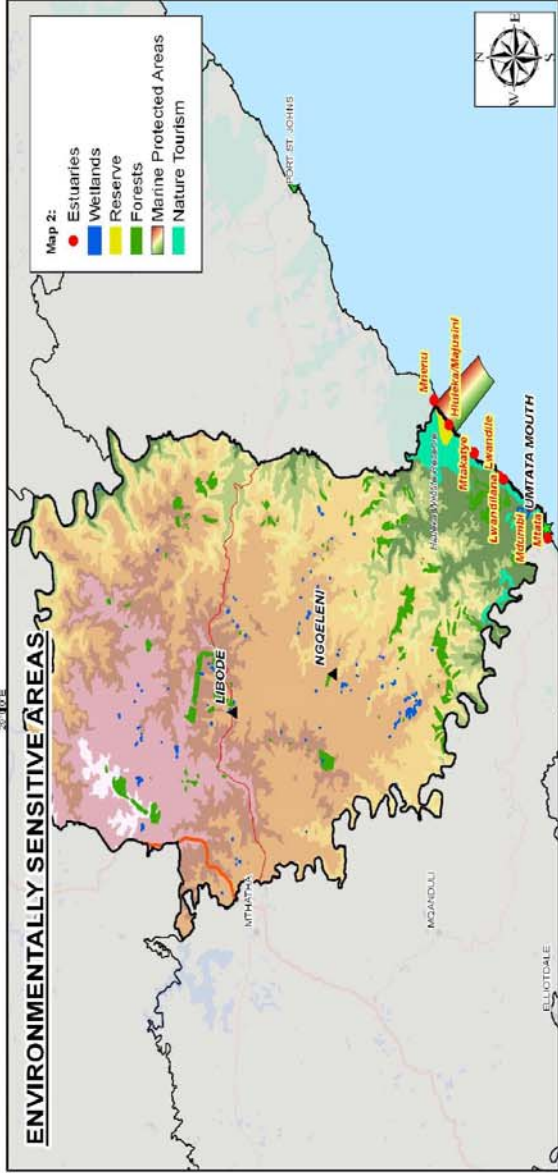 ENVIRONMENTALLY SENSITIVE AREAS
Map 2:
Estuaries
Wetlands
Reserve
Forests
Marine Protected Areas
Nature Tourism
N
W
E
S
PORT ST JOHNS
LIBODE
NGQELENI
MTHATHA
MQANDULI
ELLIOTDALE
Mnenu
Hluleka/Majusini
Mtakatye
Lwandile
Lwandilana
UMTATA MOUTH
Mdumbi
Mtata